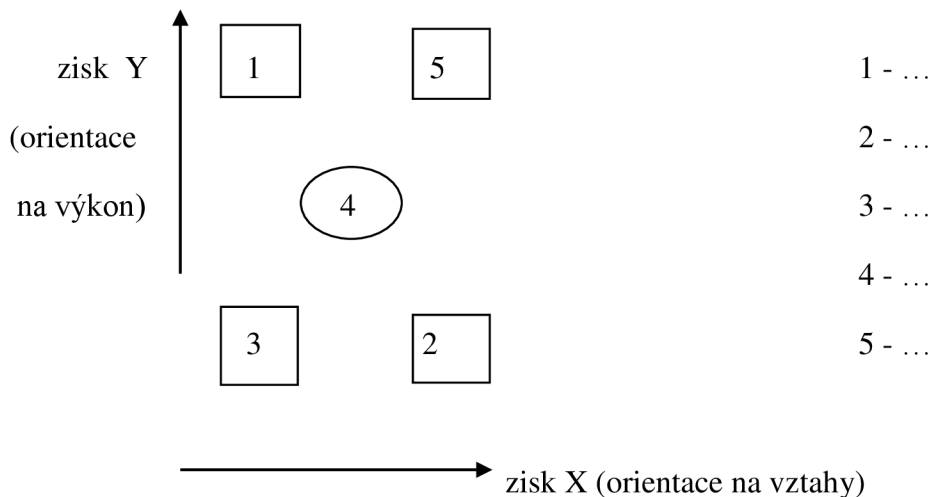 zisk Y 1 5 1 - …
(orientace 2 - …
na výkon) 4 3 - …
4 - …
3 2 5 - …
zisk X (orientace na vztahy)